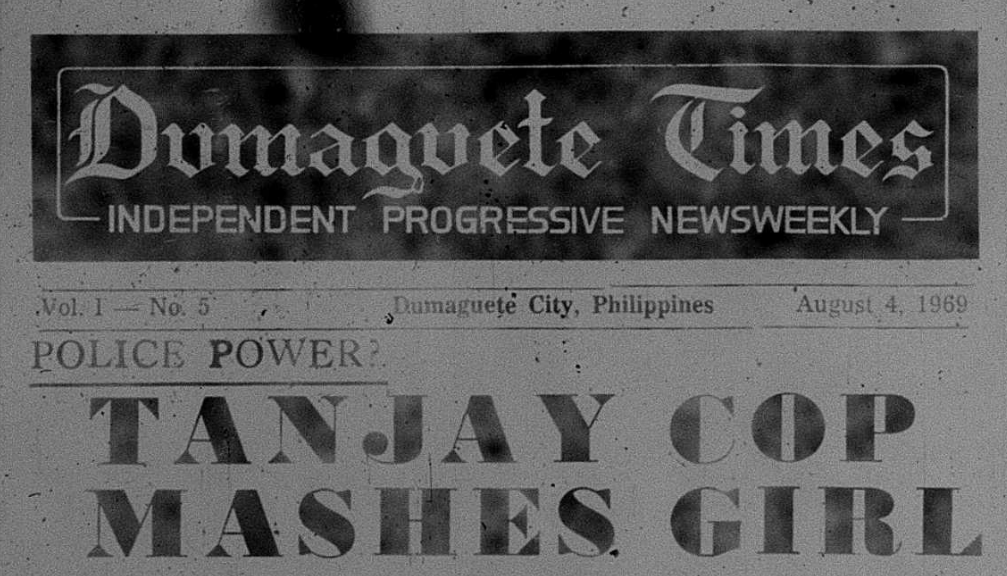 Dumaguete Times
INDEPENDENT PROGRESSIVE NEWSWEEKLY
Vol. I — No. 5 Dumaguete City, Philippines August 4, 1969
POLICE POWER?
TANJAY COP
MASHES GIRL